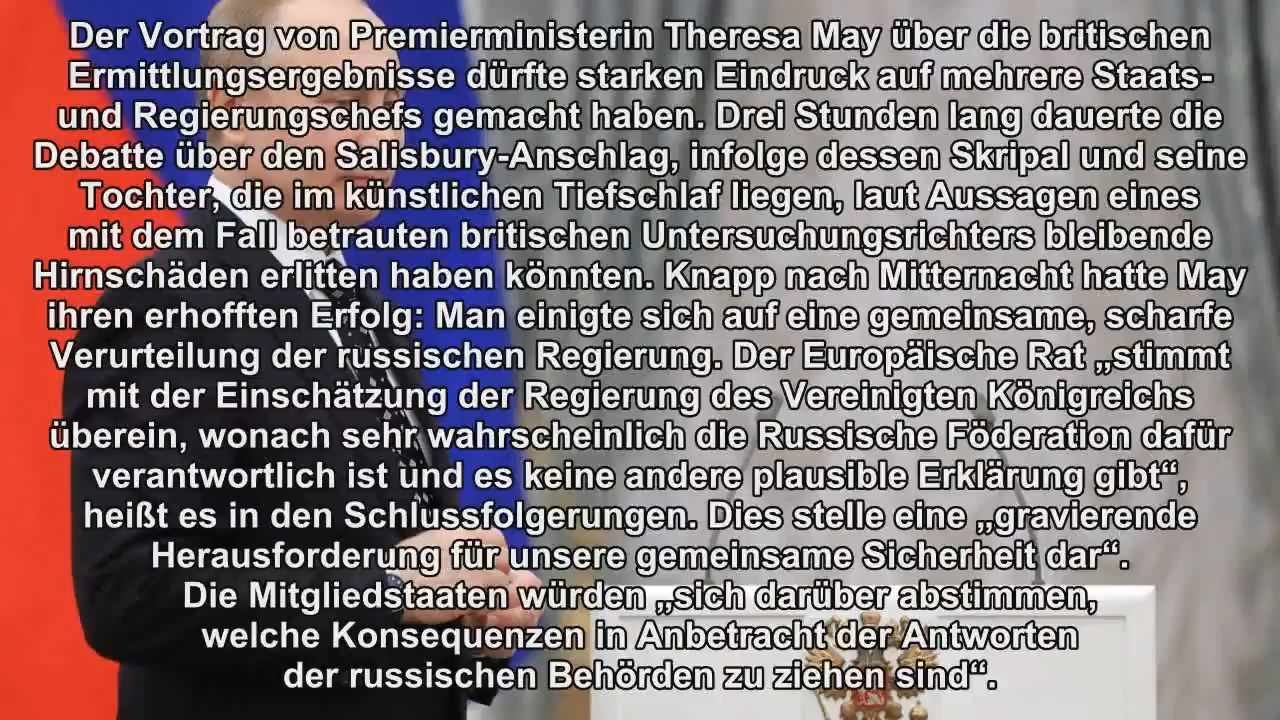 Der Vortrag von Premierministerin Theresa May über die britischen
Ermittlungsergebnisse dürfte starken Eindruck auf mehrere Staats-
und Regierungschefs gemacht haben. Drei Stunden lang dauerte die
Debatte über den Salisbury-Anschlag, infolge dessen Skripal und seine
Tochter, die im künstlichen Tiefschlaf liegen, laut Aussagen eines
mit dem Fall betrauten britischen Untersuchungsrichters bleibende
Hirnschäden erlitten haben könnten. Knapp nach Mitternacht hatte May
ihren erhofften Erfolg: Man einigte sich auf eine gemeinsame, scharfe
Verurteilung der russischen Regierung. Der Europäische Rat „stimmt
mit der Einschätzung der Regierung des Vereinigten Königreichs
überein, wonach sehr wahrscheinlich die Russische Föderation dafür
verantwortlich ist und es keine andere plausible Erklärung gibt“,
heißt es in den Schlussfolgerungen. Dies stelle eine „gravierende
Herausforderung für unsere gemeinsame Sicherheit dar“.
Die Mitgliedstaaten würden „sich darüber abstimmen,
welche Konsequenzen in Anbetracht der Antworten
der russischen Behörden zu ziehen sind“.